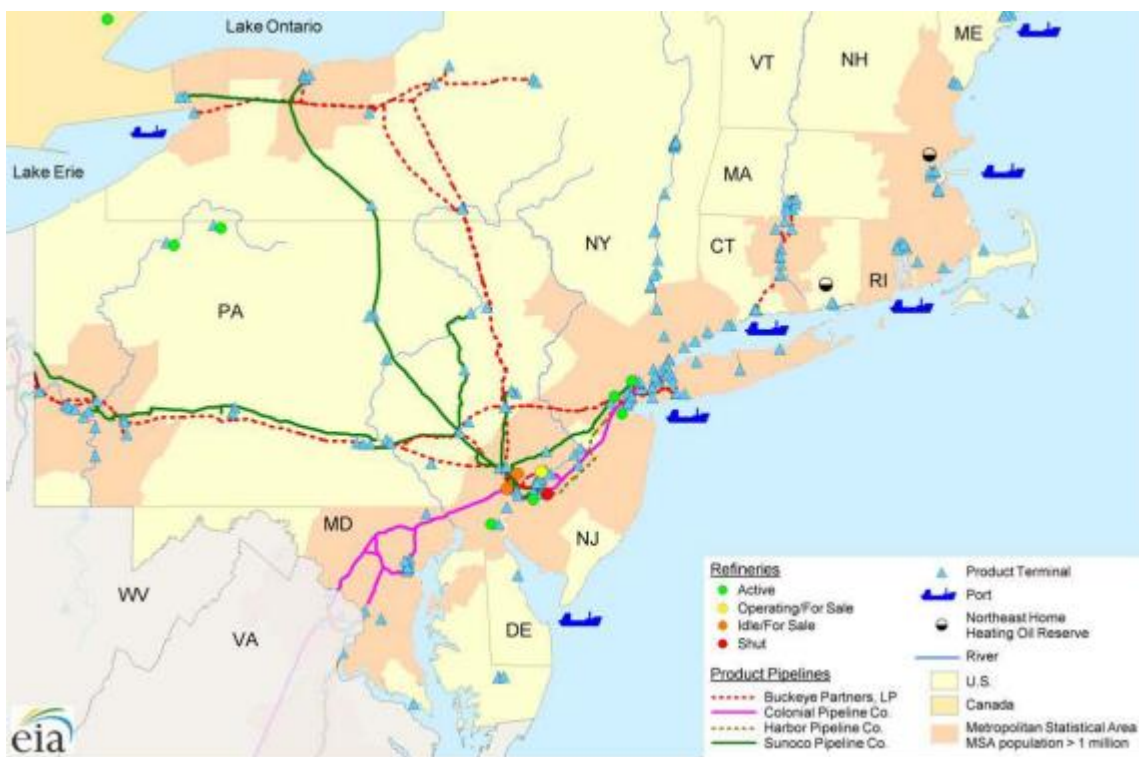 Lake Ontario
ME
VT
NH
Lake Erie
MA
NY
CT
RI
PA
MD
NJ
WV
VA
DE
Refineries
Active
Operating/For Sale
Idle/For Sale
Shut
Product Pipelines
Buckeye Partners, LP
Colonial Pipeline Co.
Harbor Pipeline Co.
Sunoco Pipeline Co.
Product Terminal
Port
Northeast Home
Heating Oil Reserve
River
U.S.
Canada
Metropolitan Statistical Area
MSA population > 1 million
eia